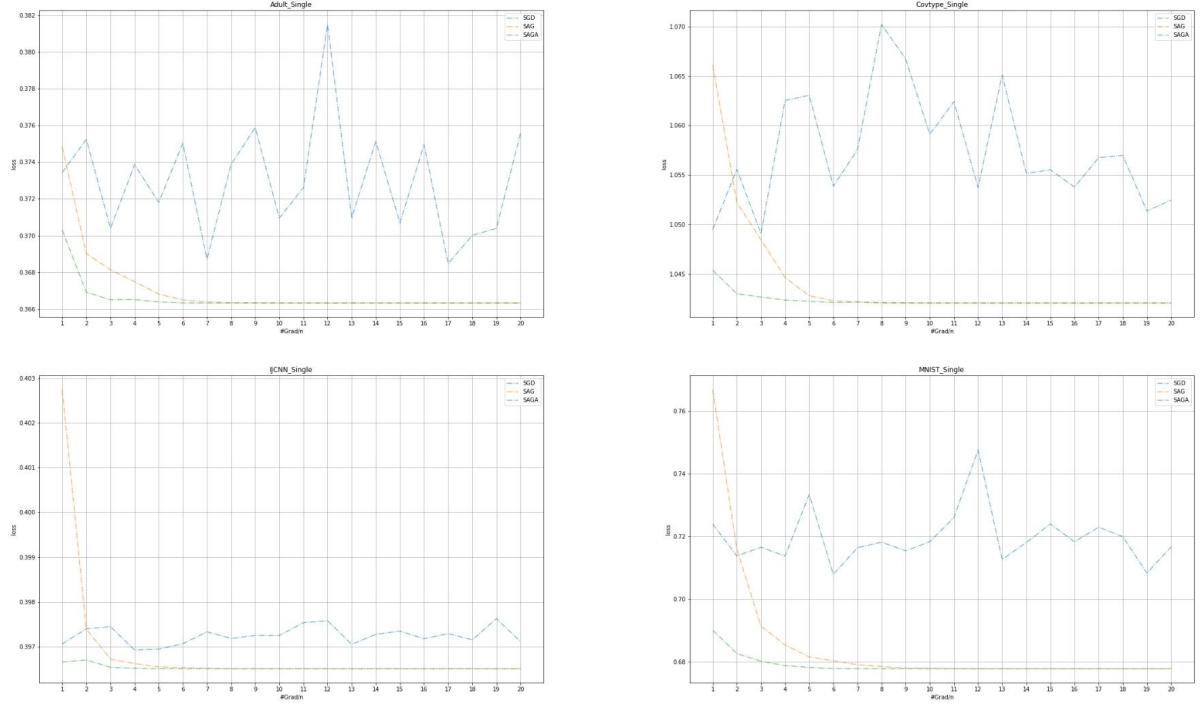 Adult_Single
0.382
0.380
0.378
0.376
0.374
0.372
0.370
0.368
0.366
loss
1 2 3 4 5 6 7 8 9 10 11 12 13 14 15 16 17 18 19 20
#Grad/n
SGD
SAG
SAGA
Covtype_Single
1.070
1.065
1.060
1.055
1.050
1.045
loss
1 2 3 4 5 6 7 8 9 10 11 12 13 14 15 16 17 18 19 20
#Grad/n
SGD
SAG
SAGA
IJCNN_Single
0.403
0.402
0.401
0.400
0.399
0.398
0.397
loss
1 2 3 4 5 6 7 8 9 10 11 12 13 14 15 16 17 18 19 20
#Grad/n
SGD
SAG
SAGA
MNIST_Single
0.76
0.74
0.72
0.70
0.68
loss
1 2 3 4 5 6 7 8 9 10 11 12 13 14 15 16 17 18 19 20
#Grad/n
SGD
SAG
SAGA